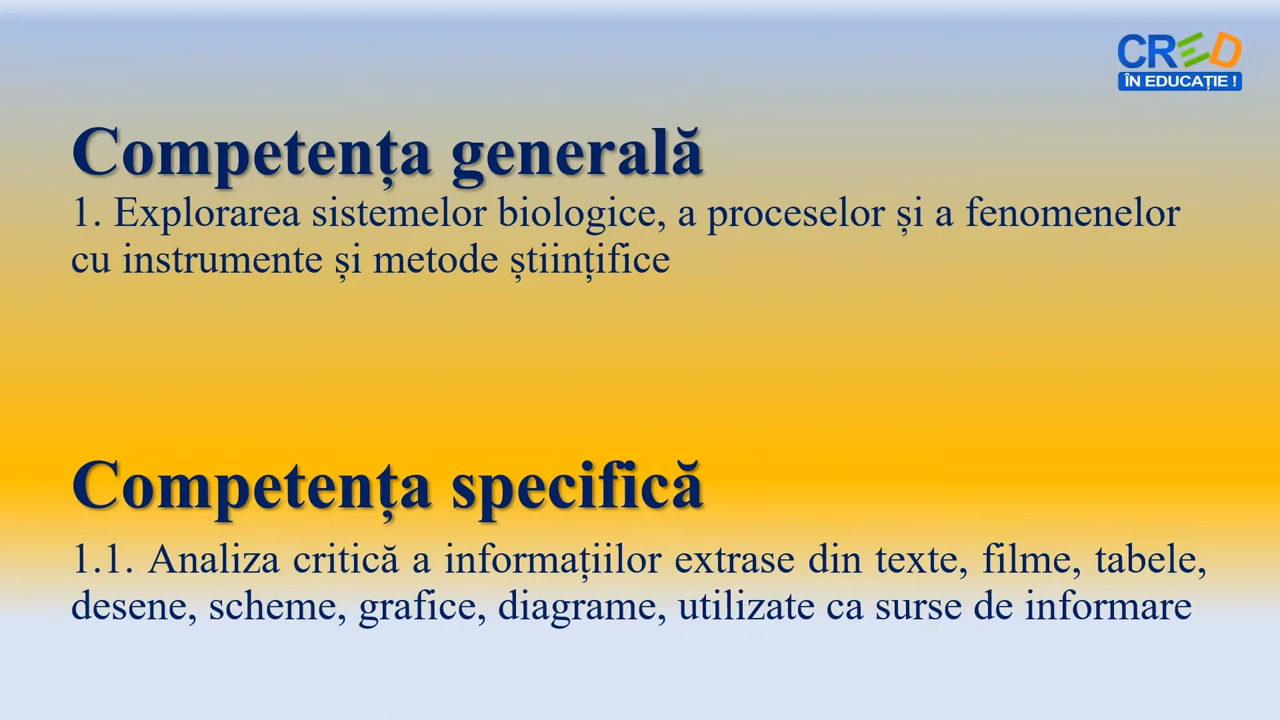 CRED
ÎN EDUCAȚIE !
Competența generală
1. Explorarea sistemelor biologice, a proceselor și a fenomenelor
cu instrumente și metode științifice
Competența specifică
1.1. Analiza critică a informațiilor extrase din texte, filme, tabele,
desene, scheme, grafice, diagrame, utilizate ca surse de informare